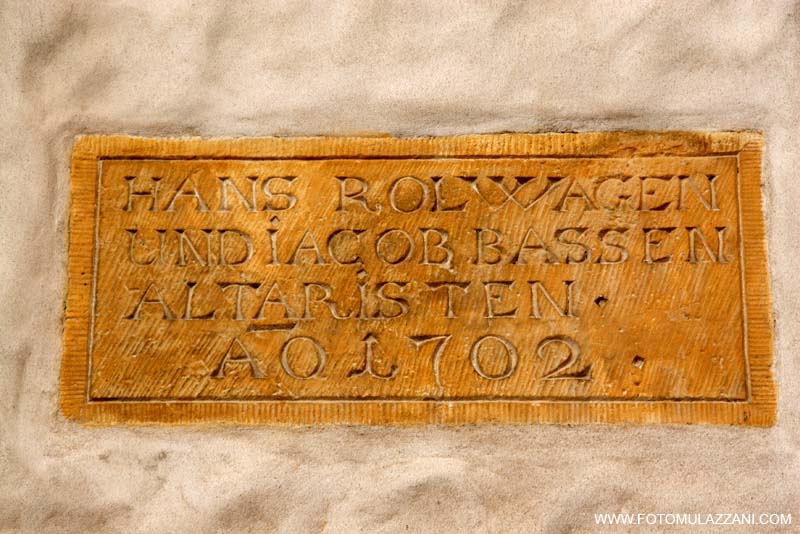 HANS ROLWAGEN
UND IACOB BASSEN
ALTARISTEN.
AO 1702.
WWW.FOTOMULAZZANI.COM